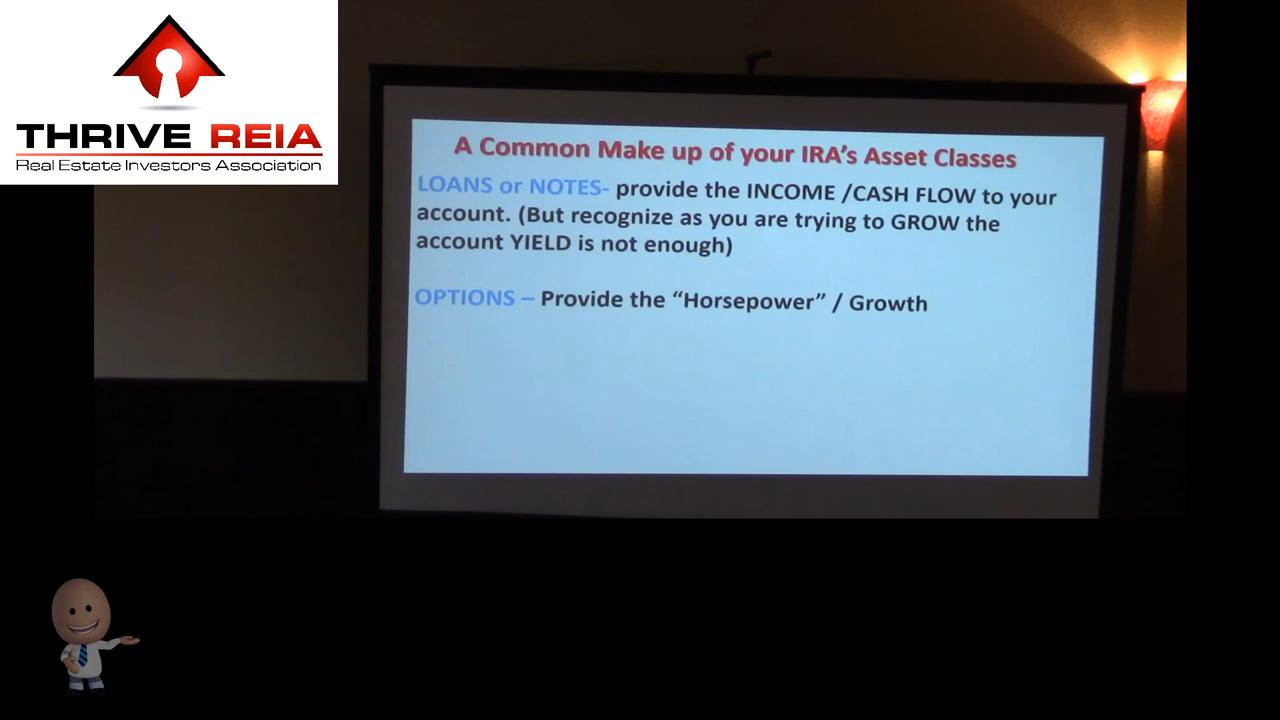 THRIVE REIA
Real Estate Investors Association
A Common Make up of your IRA's Asset Classes
LOANS or NOTES- provide the INCOME /CASH FLOW to your
account. (But recognize as you are trying to GROW the
account YIELD is not enough)
OPTIONS – Provide the “Horsepower” / Growth